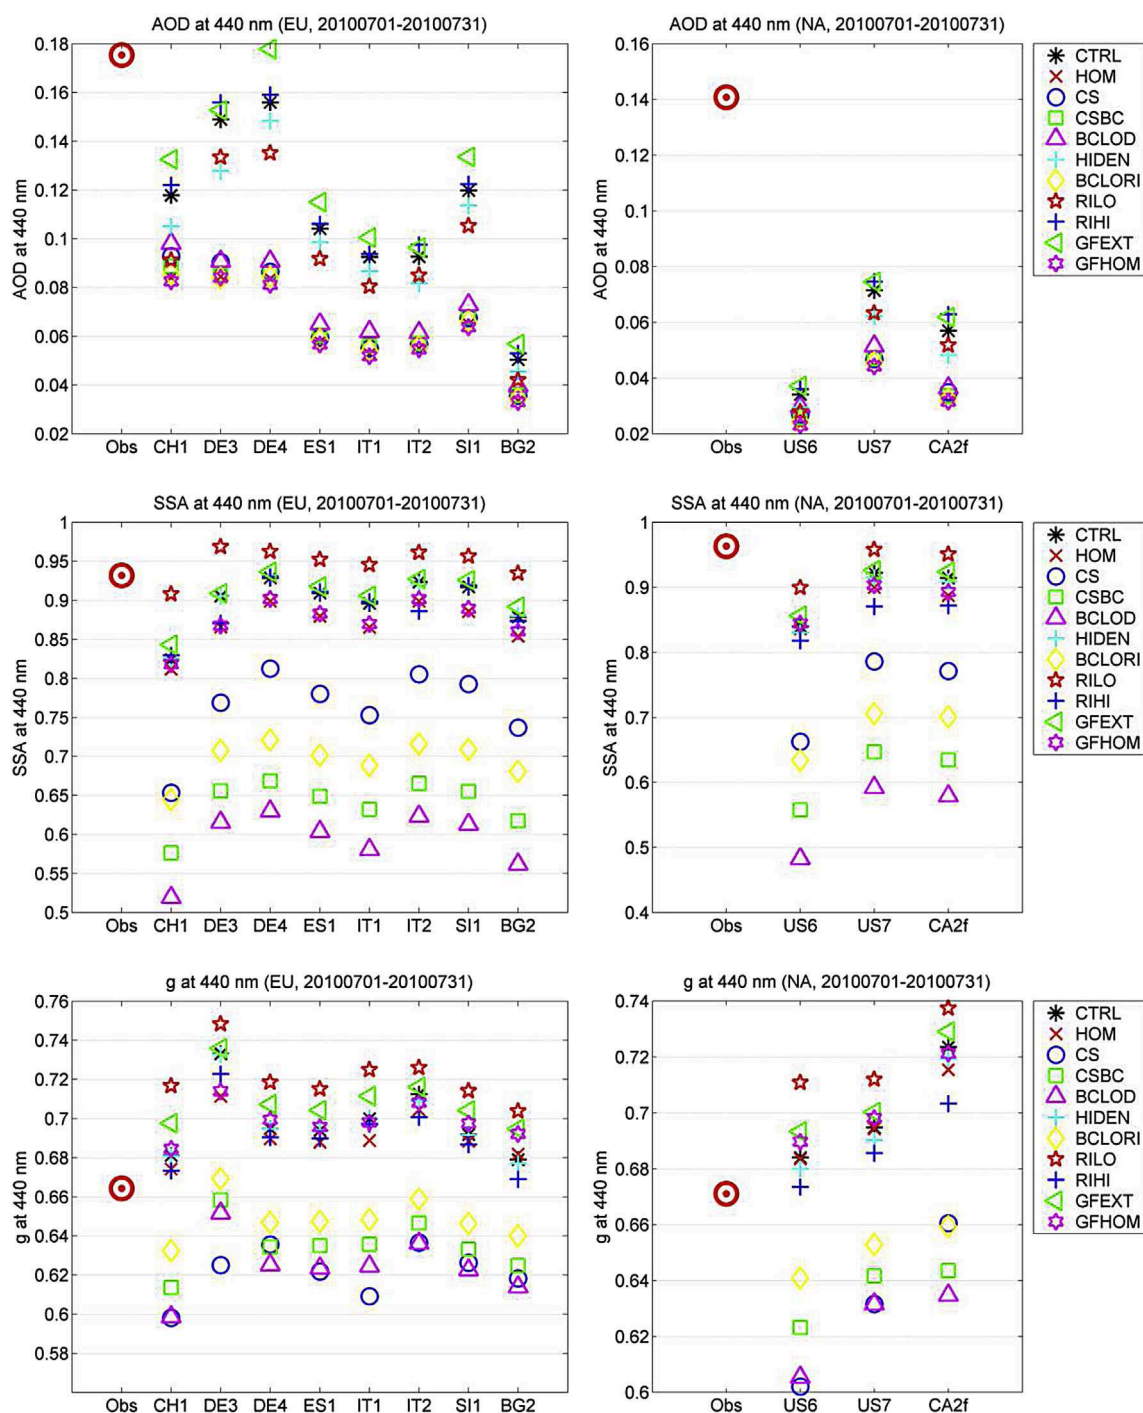 AOD at 440 nm (EU, 20100701-20100731)
AOD at 440 nm
0.18
0.16
0.14
0.12
0.1
0.08
0.06
0.04
0.02
Obs CH1 DE3 DE4 ES1 IT1 IT2 SI1 BG2
AOD at 440 nm (NA, 20100701-20100731)
AOD at 440 nm
0.16
0.14
0.12
0.1
0.08
0.06
0.04
0.02
Obs US6 US7 CA2f
CTRL
HOM
CS
CSBC
BCLOD
HIDEN
BCLORI
RILO
RIHI
GFEXT
GFHOM
SSA at 440 nm (EU, 20100701-20100731)
SSA at 440 nm
1
0.95
0.9
0.85
0.8
0.75
0.7
0.65
0.6
0.55
0.5
Obs CH1 DE3 DE4 ES1 IT1 IT2 SI1 BG2
SSA at 440 nm (NA, 20100701-20100731)
SSA at 440 nm
1
0.9
0.8
0.7
0.6
0.5
0.4
Obs US6 US7 CA2f
CTRL
HOM
CS
CSBC
BCLOD
HIDEN
BCLORI
RILO
RIHI
GFEXT
GFHOM
g at 440 nm (EU, 20100701-20100731)
g at 440 nm
0.76
0.74
0.72
0.7
0.68
0.66
0.64
0.62
0.6
0.58
Obs CH1 DE3 DE4 ES1 IT1 IT2 SI1 BG2
g at 440 nm (NA, 20100701-20100731)
g at 440 nm
0.74
0.72
0.7
0.68
0.66
0.64
0.62
0.6
Obs US6 US7 CA2f
CTRL
HOM
CS
CSBC
BCLOD
HIDEN
BCLORI
RILO
RIHI
GFEXT
GFHOM